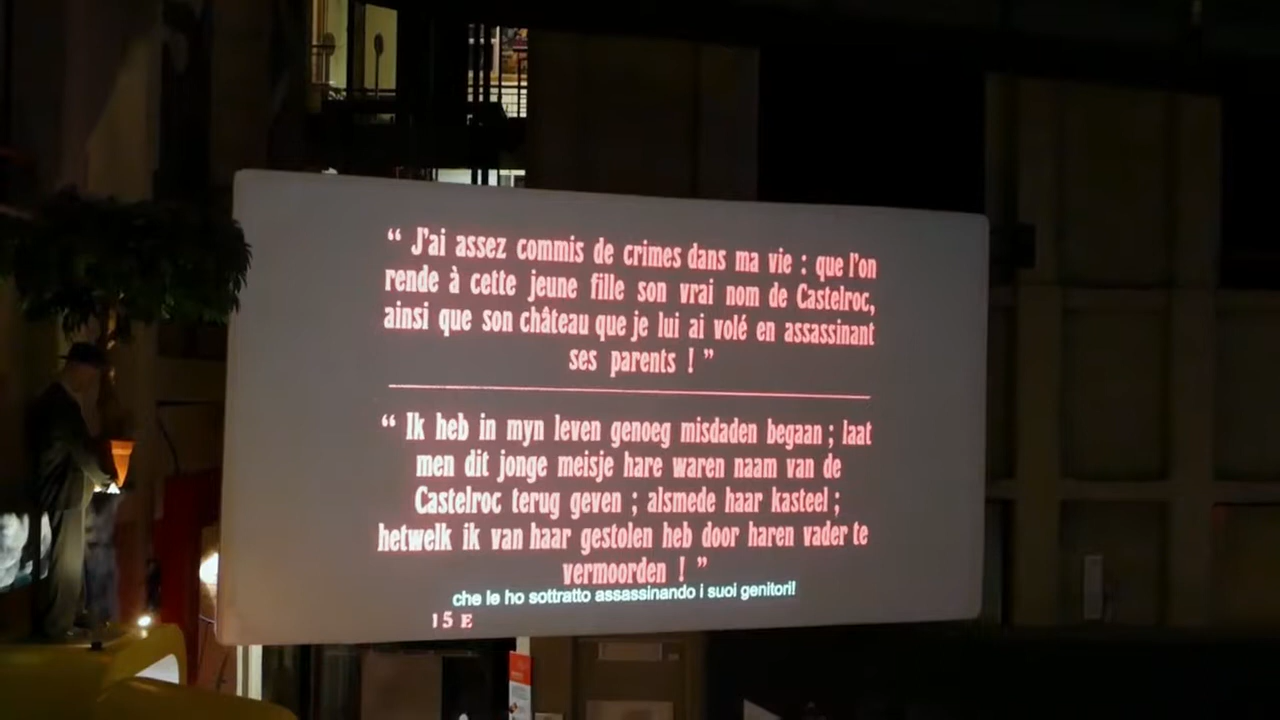 “ J'ai assez commis de crimes dans ma vie : que l'on
rende à cette jeune fille son vrai nom de Castelroc,
ainsi que son château que je lui ai volé en assassinant
ses parents ! ”
“ Ik heb in myn leven genoeg misdaden begaan ; laat
men dit jonge meisje hare waren naam van de
Castelroc terug geven ; alsmede haar kasteel ;
hetwelk ik van haar gestolen heb door haren vader te
vermoorden ! ”
che le ho sottratto assassinando i suoi genitori!
15 E